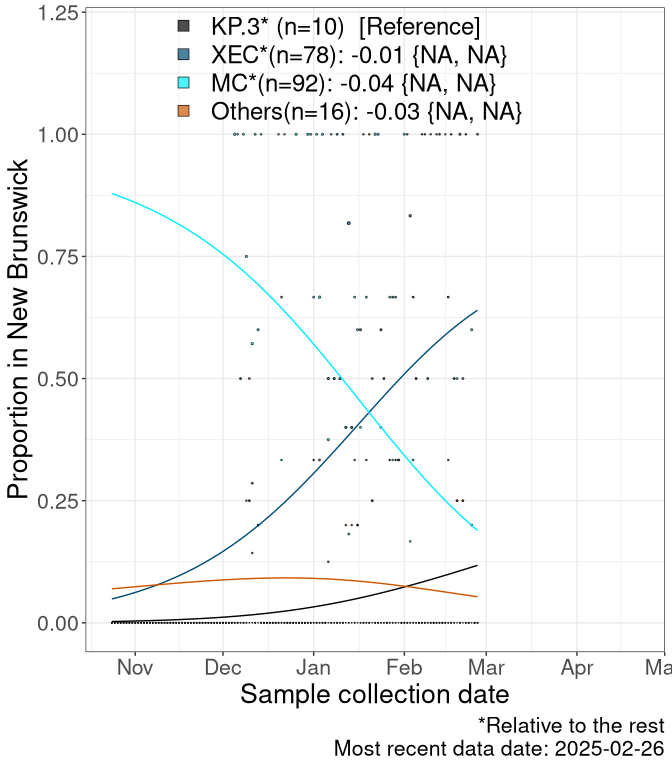 1.25
KP.3* (n=10)  [Reference]
XEC*(n=78): -0.01 {NA, NA}
MC*(n=92): -0.04 {NA, NA}
Others(n=16): -0.03 {NA, NA}
1.00
0.75
0.50
0.25
0.00
Proportion in New Brunswick
Nov Dec Jan Feb Mar Apr Ma
Sample collection date
*Relative to the rest
Most recent data date: 2025-02-26